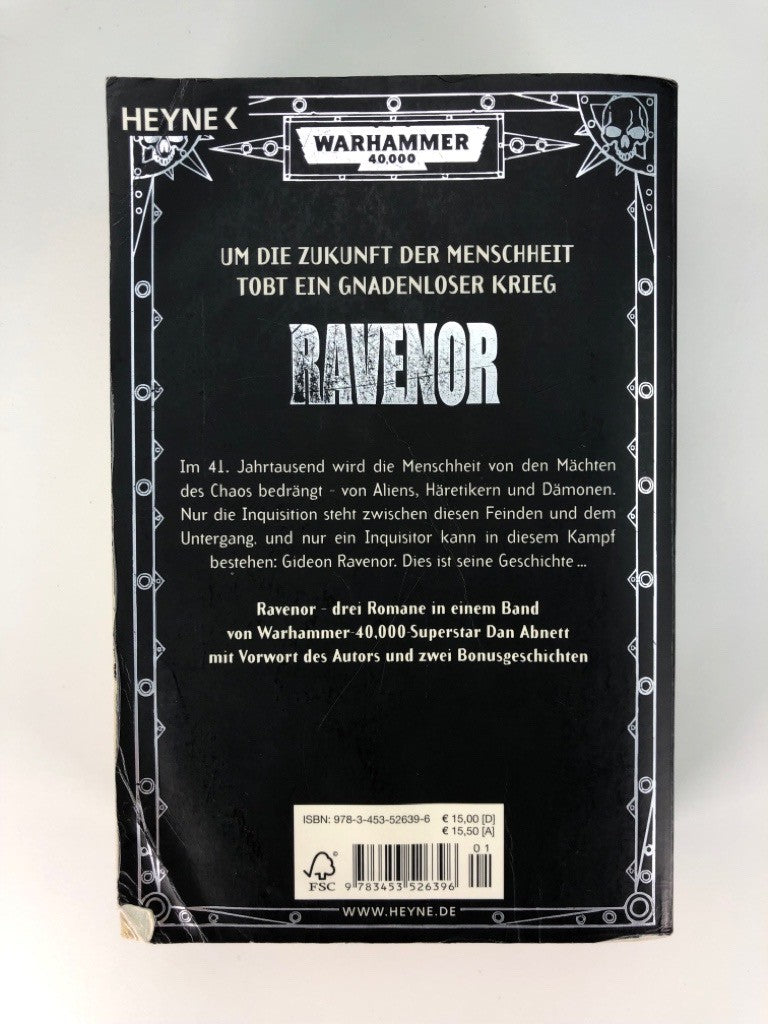 HEYNE
WARHAMMER
40,000
UM DIE ZUKUNFT DER MENSCHHEIT
TOBT EIN GNADENLOSER KRIEG
RAVENOR
Im 41. Jahrtausend wird die Menschheit von den Mächten
des Chaos bedrängt - von Aliens, Häretikern und Dämonen.
Nur die Inquisition steht zwischen diesen Feinden und dem
Untergang, und nur ein Inquisitor kann in diesem Kampf
bestehen: Gideon Ravenor. Dies ist seine Geschichte ...
Ravenor - drei Romane in einem Band
von Warhammer-40,000-Superstar Dan Abnett
mit Vorwort des Autors und zwei Bonusgeschichten
ISBN: 978-3-453-52639-6 € 15,00 [D]
€ 15,50 [A]
01
FSC
9 783453 526396
WWW.HEYNE.DE